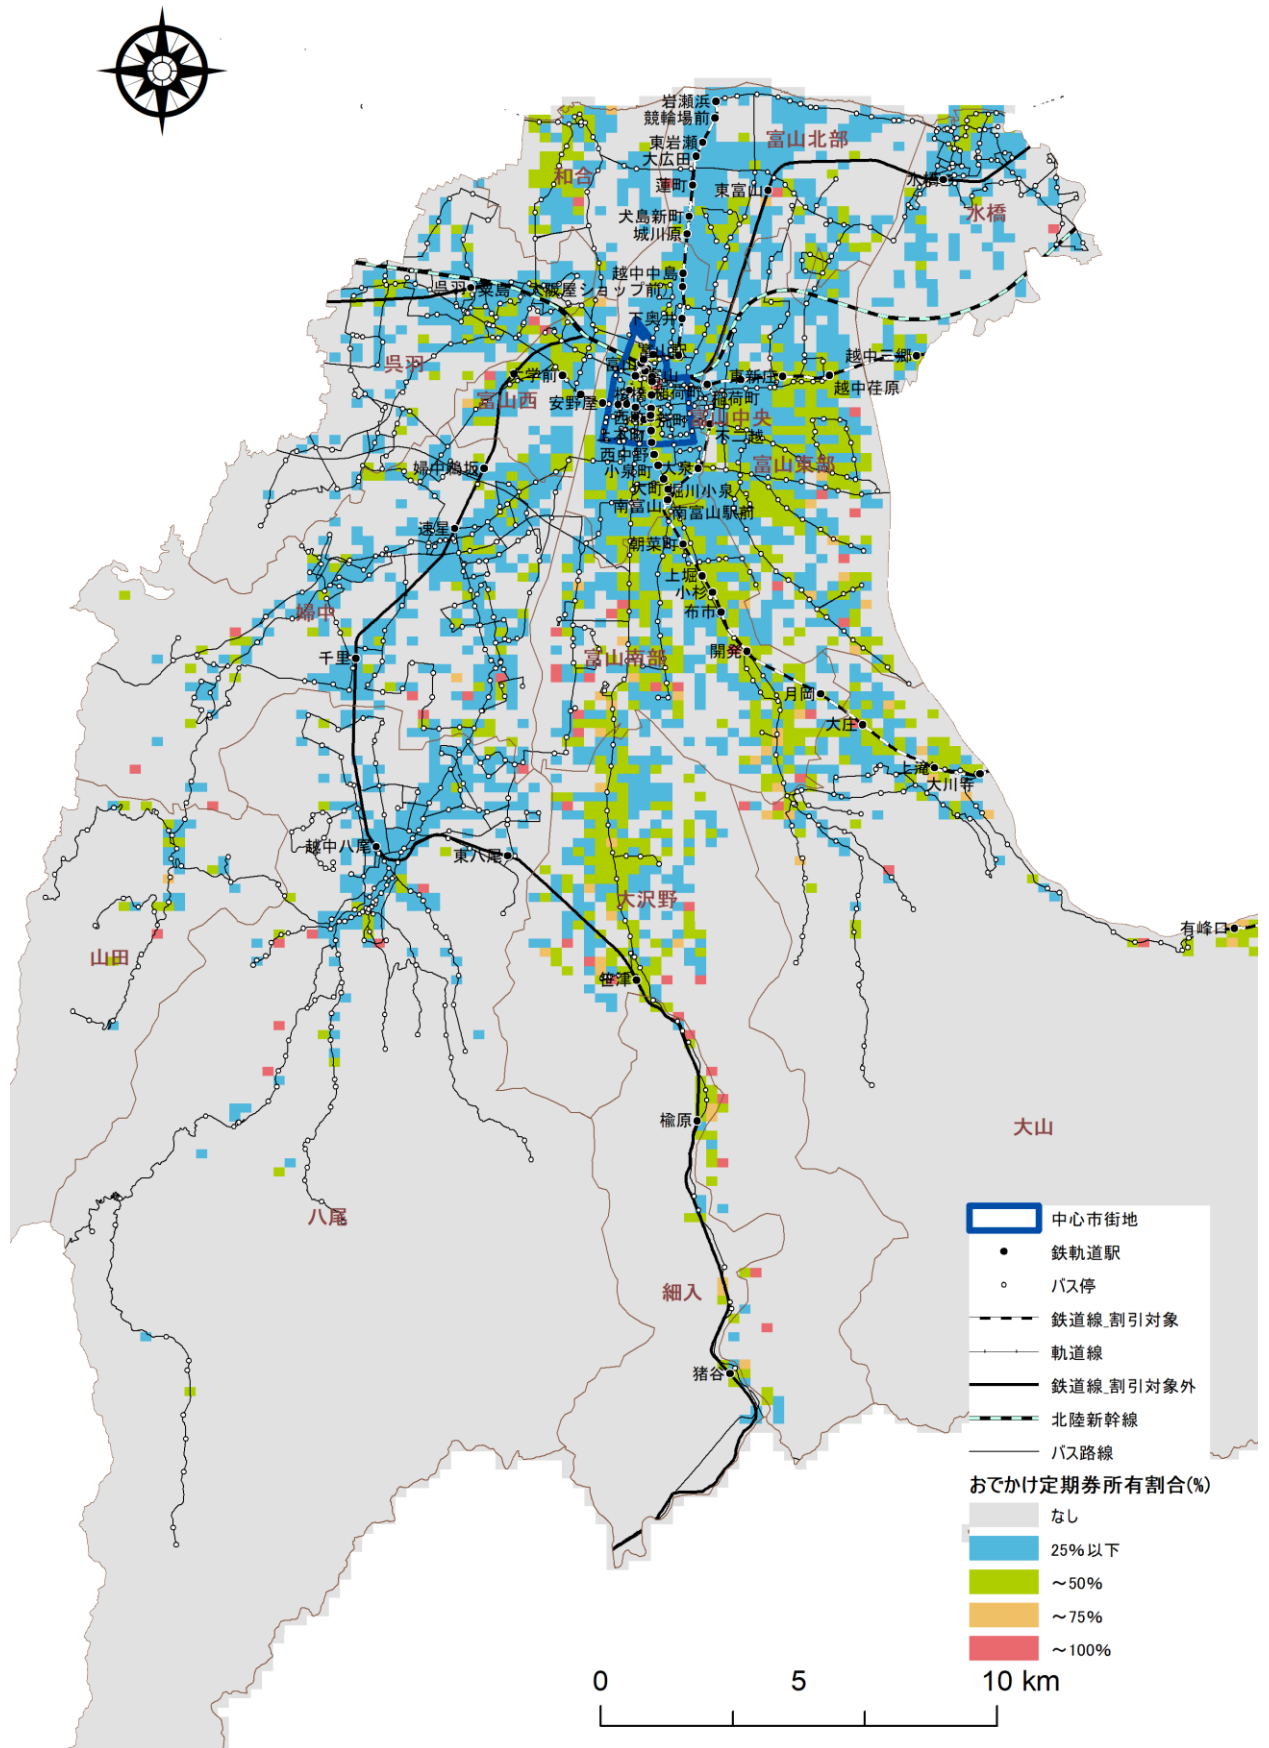 岩瀬浜
競輪場前
東岩瀬
大広田
富山北部
和合
蓮町
東富山
水橋
水橋
犬島新町
城川原
越中中島
呉羽
粟島
大阪屋ショップ前
下奥井
呉羽
越中三郷
大学前
東新庄
越中荏原
富山西
安野屋
稲荷町
富山中央
不二越
西中野
富山東部
婦中鵜坂
小泉町
大泉
大町
堀川小泉
南富山
南富山駅前
速星
朝菜町
上堀
小杉
婦中
布市
千里
富山南部
開発
月岡
大庄
上滝
大川寺
越中八尾
東八尾
大沢野
有峰口
山田
笹津
楡原
大山
八尾
細入
猪谷
中心市街地
鉄軌道駅
バス停
鉄道線_割引対象
軌道線
鉄道線_割引対象外
北陸新幹線
バス路線
おでかけ定期券所有割合(%)
なし
25%以下
～50%
～75%
～100%
0 5 10 km